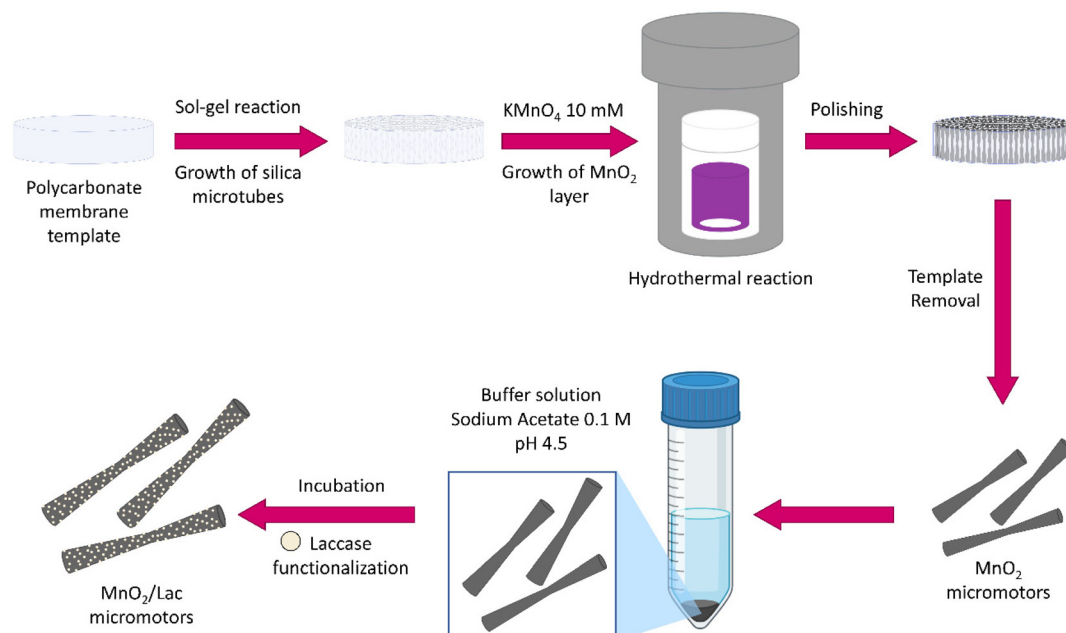 Polycarbonate
membrane
template
Sol-gel reaction
Growth of silica
microtubes
KMnO₄ 10 mM
Growth of MnO₂
layer
Hydrothermal reaction
Polishing
Template
Removal
MnO₂
micromotors
Buffer solution
Sodium Acetate 0.1 M
pH 4.5
Incubation
Laccase
functionalization
MnO₂/Lac
micromotors